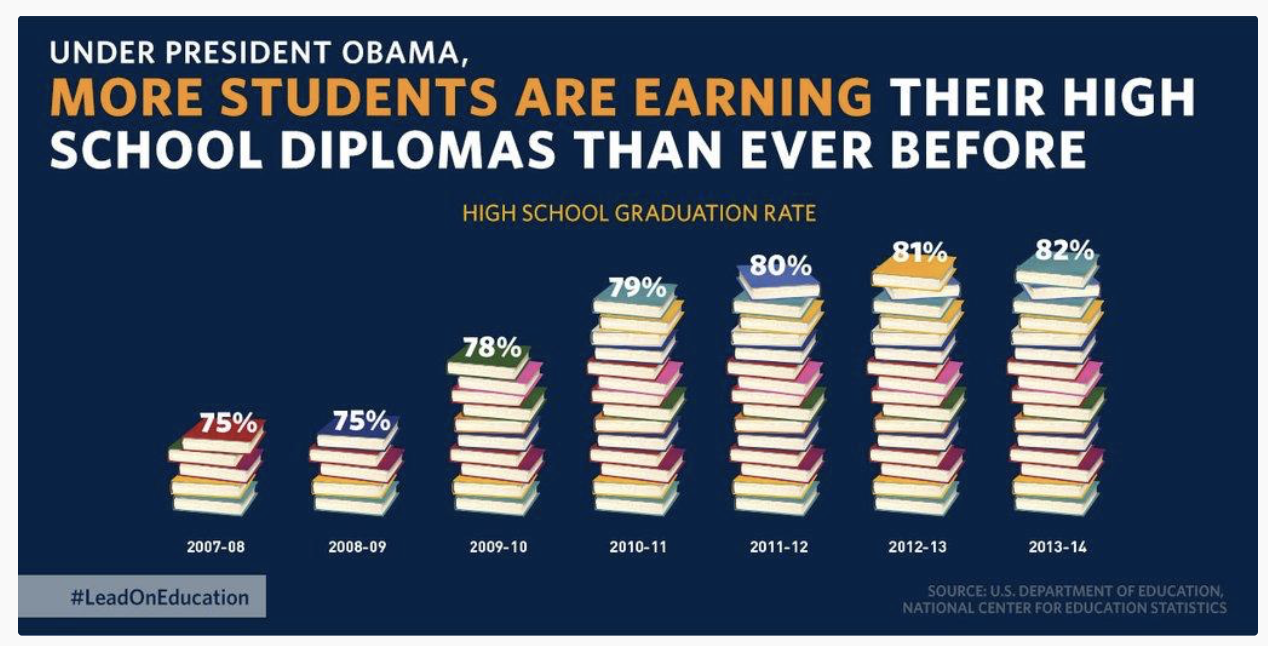 UNDER PRESIDENT OBAMA,
MORE STUDENTS ARE EARNING THEIR HIGH
SCHOOL DIPLOMAS THAN EVER BEFORE
HIGH SCHOOL GRADUATION RATE
75% 75% 78% 79% 80% 81% 82%
2007-08 2008-09 2009-10 2010-11 2011-12 2012-13 2013-14
#LeadOnEducation
SOURCE: U.S. DEPARTMENT OF EDUCATION,
NATIONAL CENTER FOR EDUCATION STATISTICS